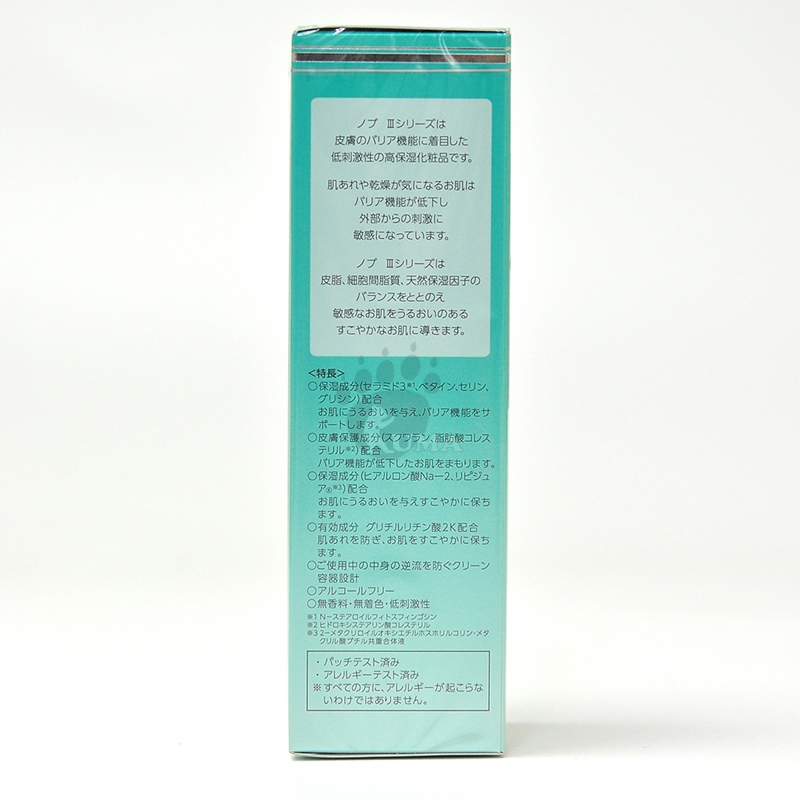 ノブ Ⅲシリーズは
皮膚のバリア機能に着目した
低刺激性の高保湿化粧品です。
肌あれや乾燥が気になるお肌は
バリア機能が低下し
外部からの刺激に
敏感になっています。
ノブ Ⅲシリーズは
皮脂、細胞間脂質、天然保湿因子の
バランスをととのえ
敏感なお肌をうるおいのある
すこやかなお肌に導きます。
<特長>
○保湿成分(セラミド3※1、ベタイン、セリン、
グリシン)配合
お肌にうるおいを与え、バリア機能をサ
ポートします。
○皮膚保護成分(スクワラン、脂肪酸コレス
テリル※2)配合
バリア機能が低下したお肌をまもります。
○保湿成分(ヒアルロン酸Na-2、リピジュ
ア®※3)配合
お肌にうるおいを与えすこやかに保ち
ます。
○有効成分 グリチルリチン酸2K配合
肌あれを防ぎ、お肌をすこやかに保ち
ます。
○ご使用中の中身の逆流を防ぐクリーン
容器設計
○アルコールフリー
○無香料・無着色・低刺激性
※1 N-ステアロイルフィトスフィンゴシン
※2 ヒドロキシステアリン酸コレステリル
※3 2-メタクリロイルオキシエチルホスホリルコリン・メタ
クリル酸ブチル共重合体液
・パッチテスト済み
・アレルギーテスト済み
※すべての方に、アレルギーが起こらな
いわけではありません。
KUMA